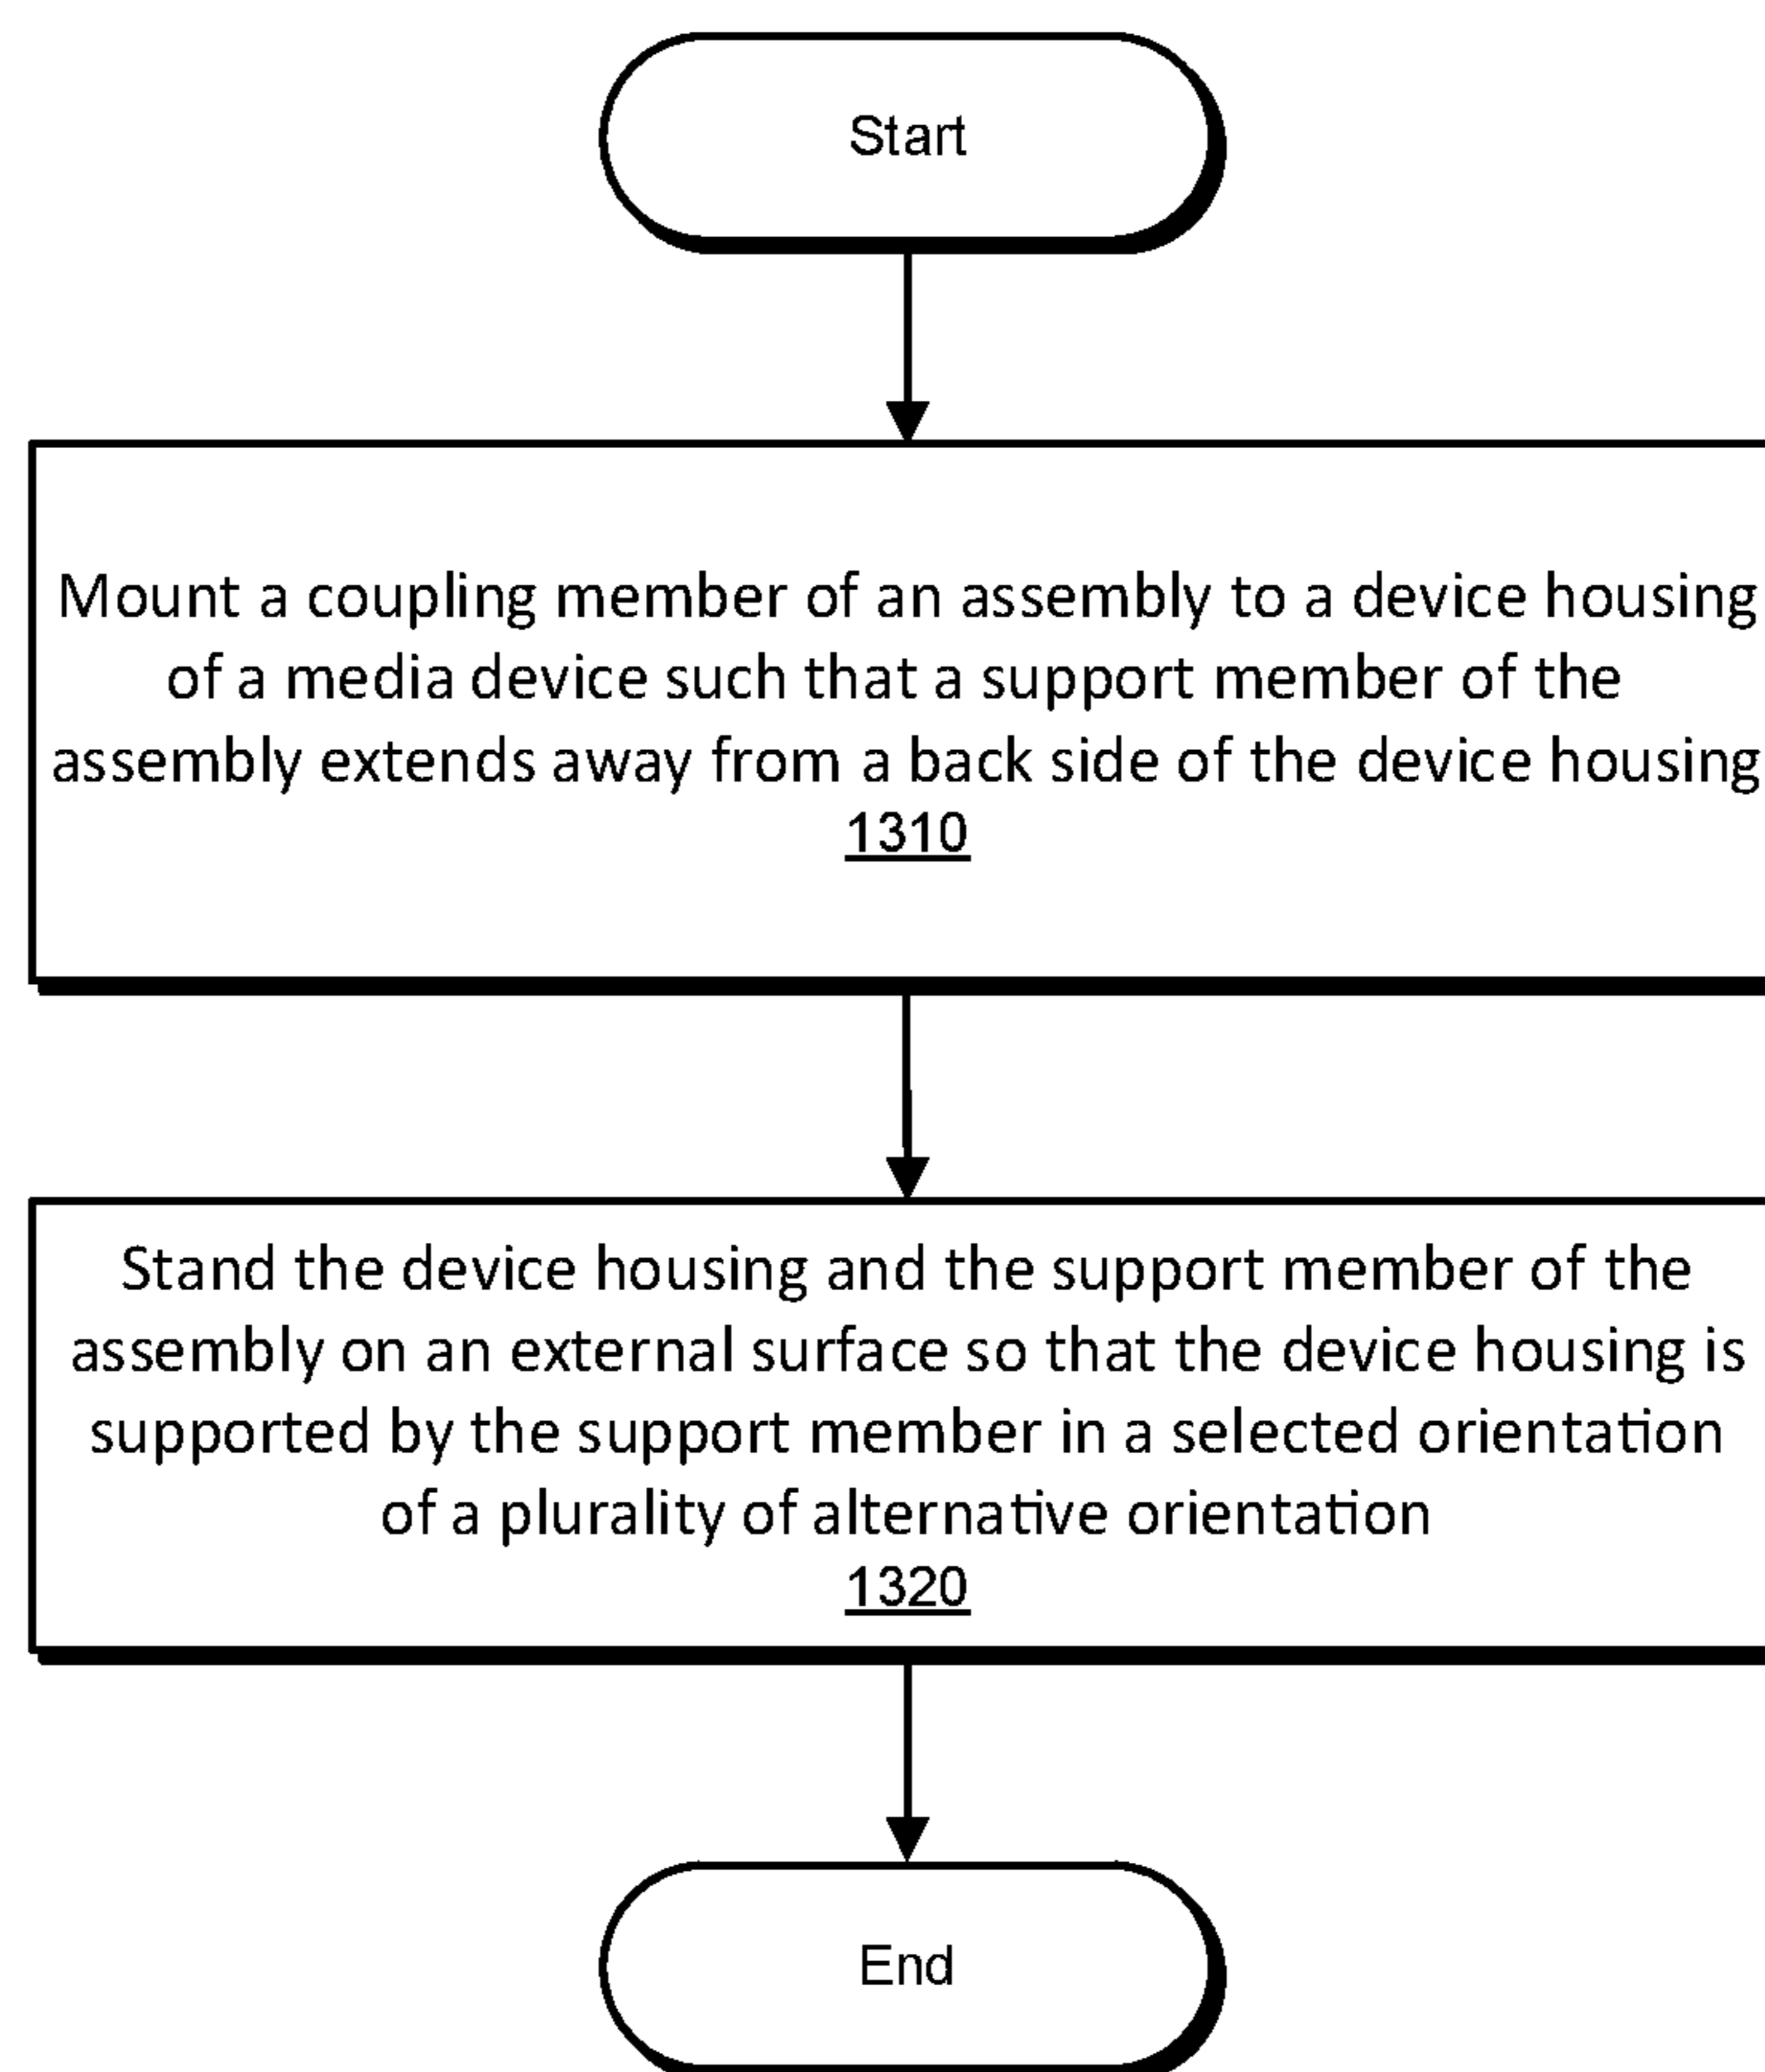 Start
Mount a coupling member of an assembly to a device housing
of a media device such that a support member of the
assembly extends away from a back side of the device housing
1310
Stand the device housing and the support member of the
assembly on an external surface so that the device housing is
supported by the support member in a selected orientation
of a plurality of alternative orientation
1320
End